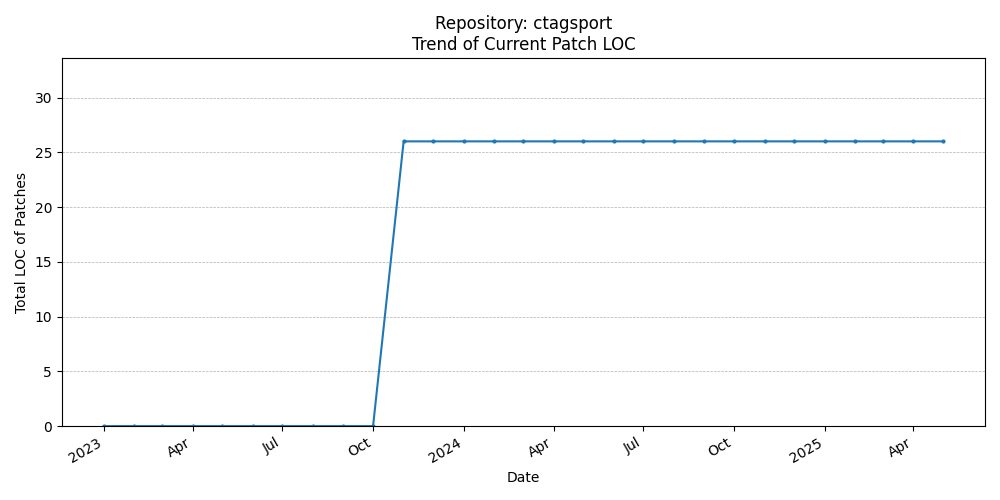 Repository: ctagsport
Trend of Current Patch LOC
Total LOC of Patches
30
25
20
15
10
5
0
2023
Apr
Jul
Oct
2024
Apr
Jul
Oct
2025
Apr
Date